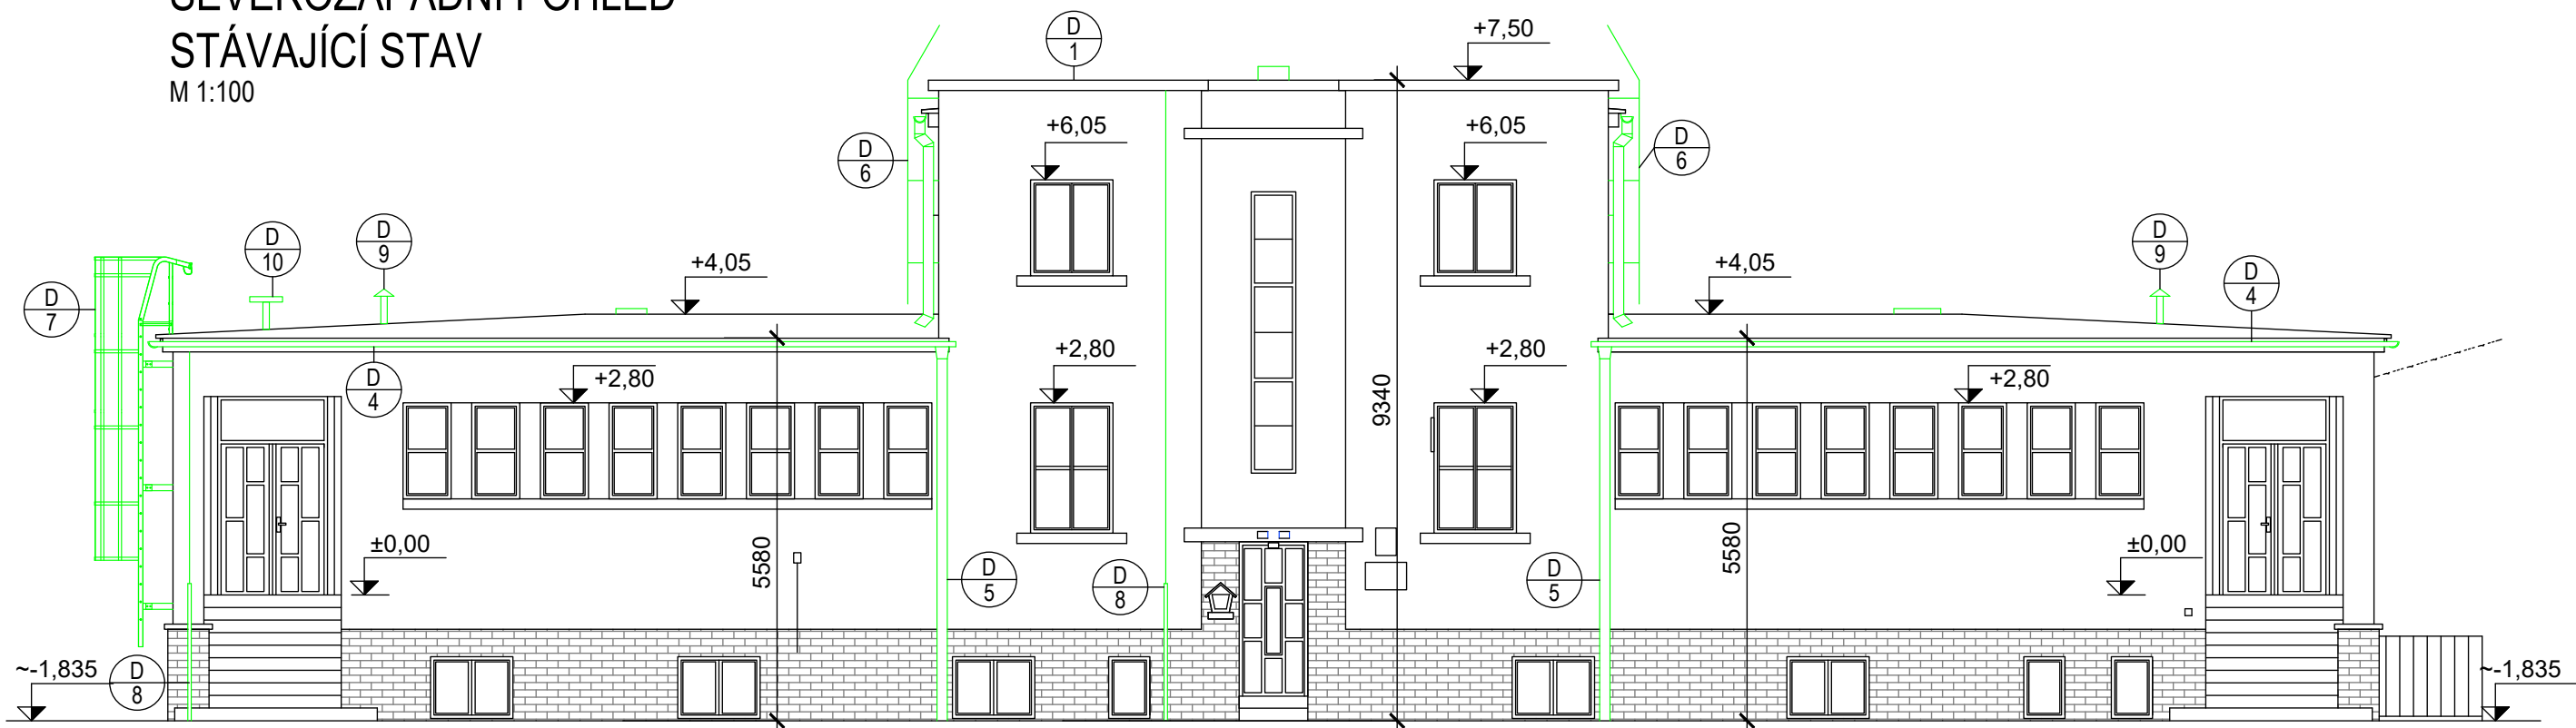 SEVEROZÁPADNÍ POHLED
STÁVAJÍCÍ STAV
M 1:100
D
1
+7,50
+6,05
+6,05
D
6
D
6
D
10
D
9
D
9
D
4
+4,05
+4,05
D
7
+2,80
+2,80
+2,80
+2,80
D
4
9340
5580
5580
±0,00
±0,00
D
5
D
8
D
5
~-1,835
D
8
~-1,835